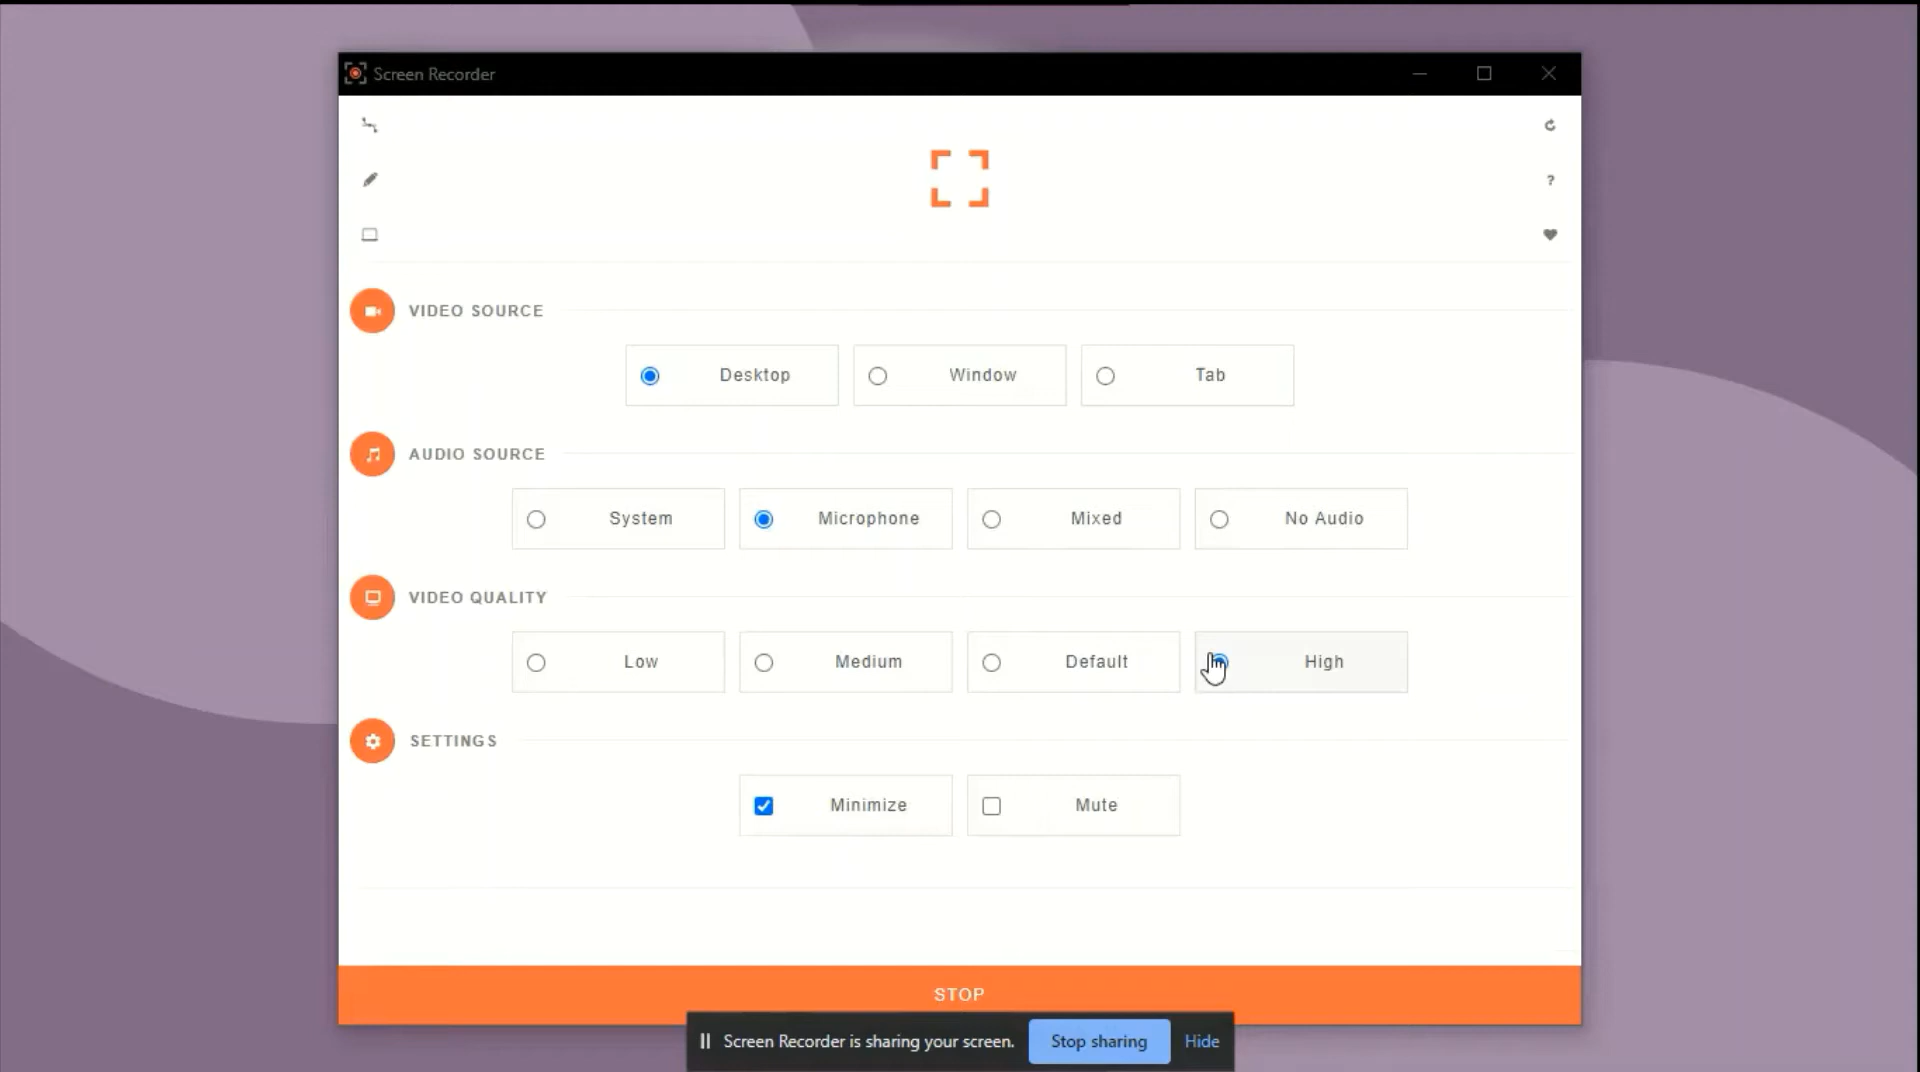 Screen Recorder
?
VIDEO SOURCE
Desktop Window Tab
AUDIO SOURCE
System Microphone Mixed No Audio
VIDEO QUALITY
Low Medium Default High
SETTINGS
Minimize Mute
STOP
Screen Recorder is sharing your screen. Stop sharing Hide